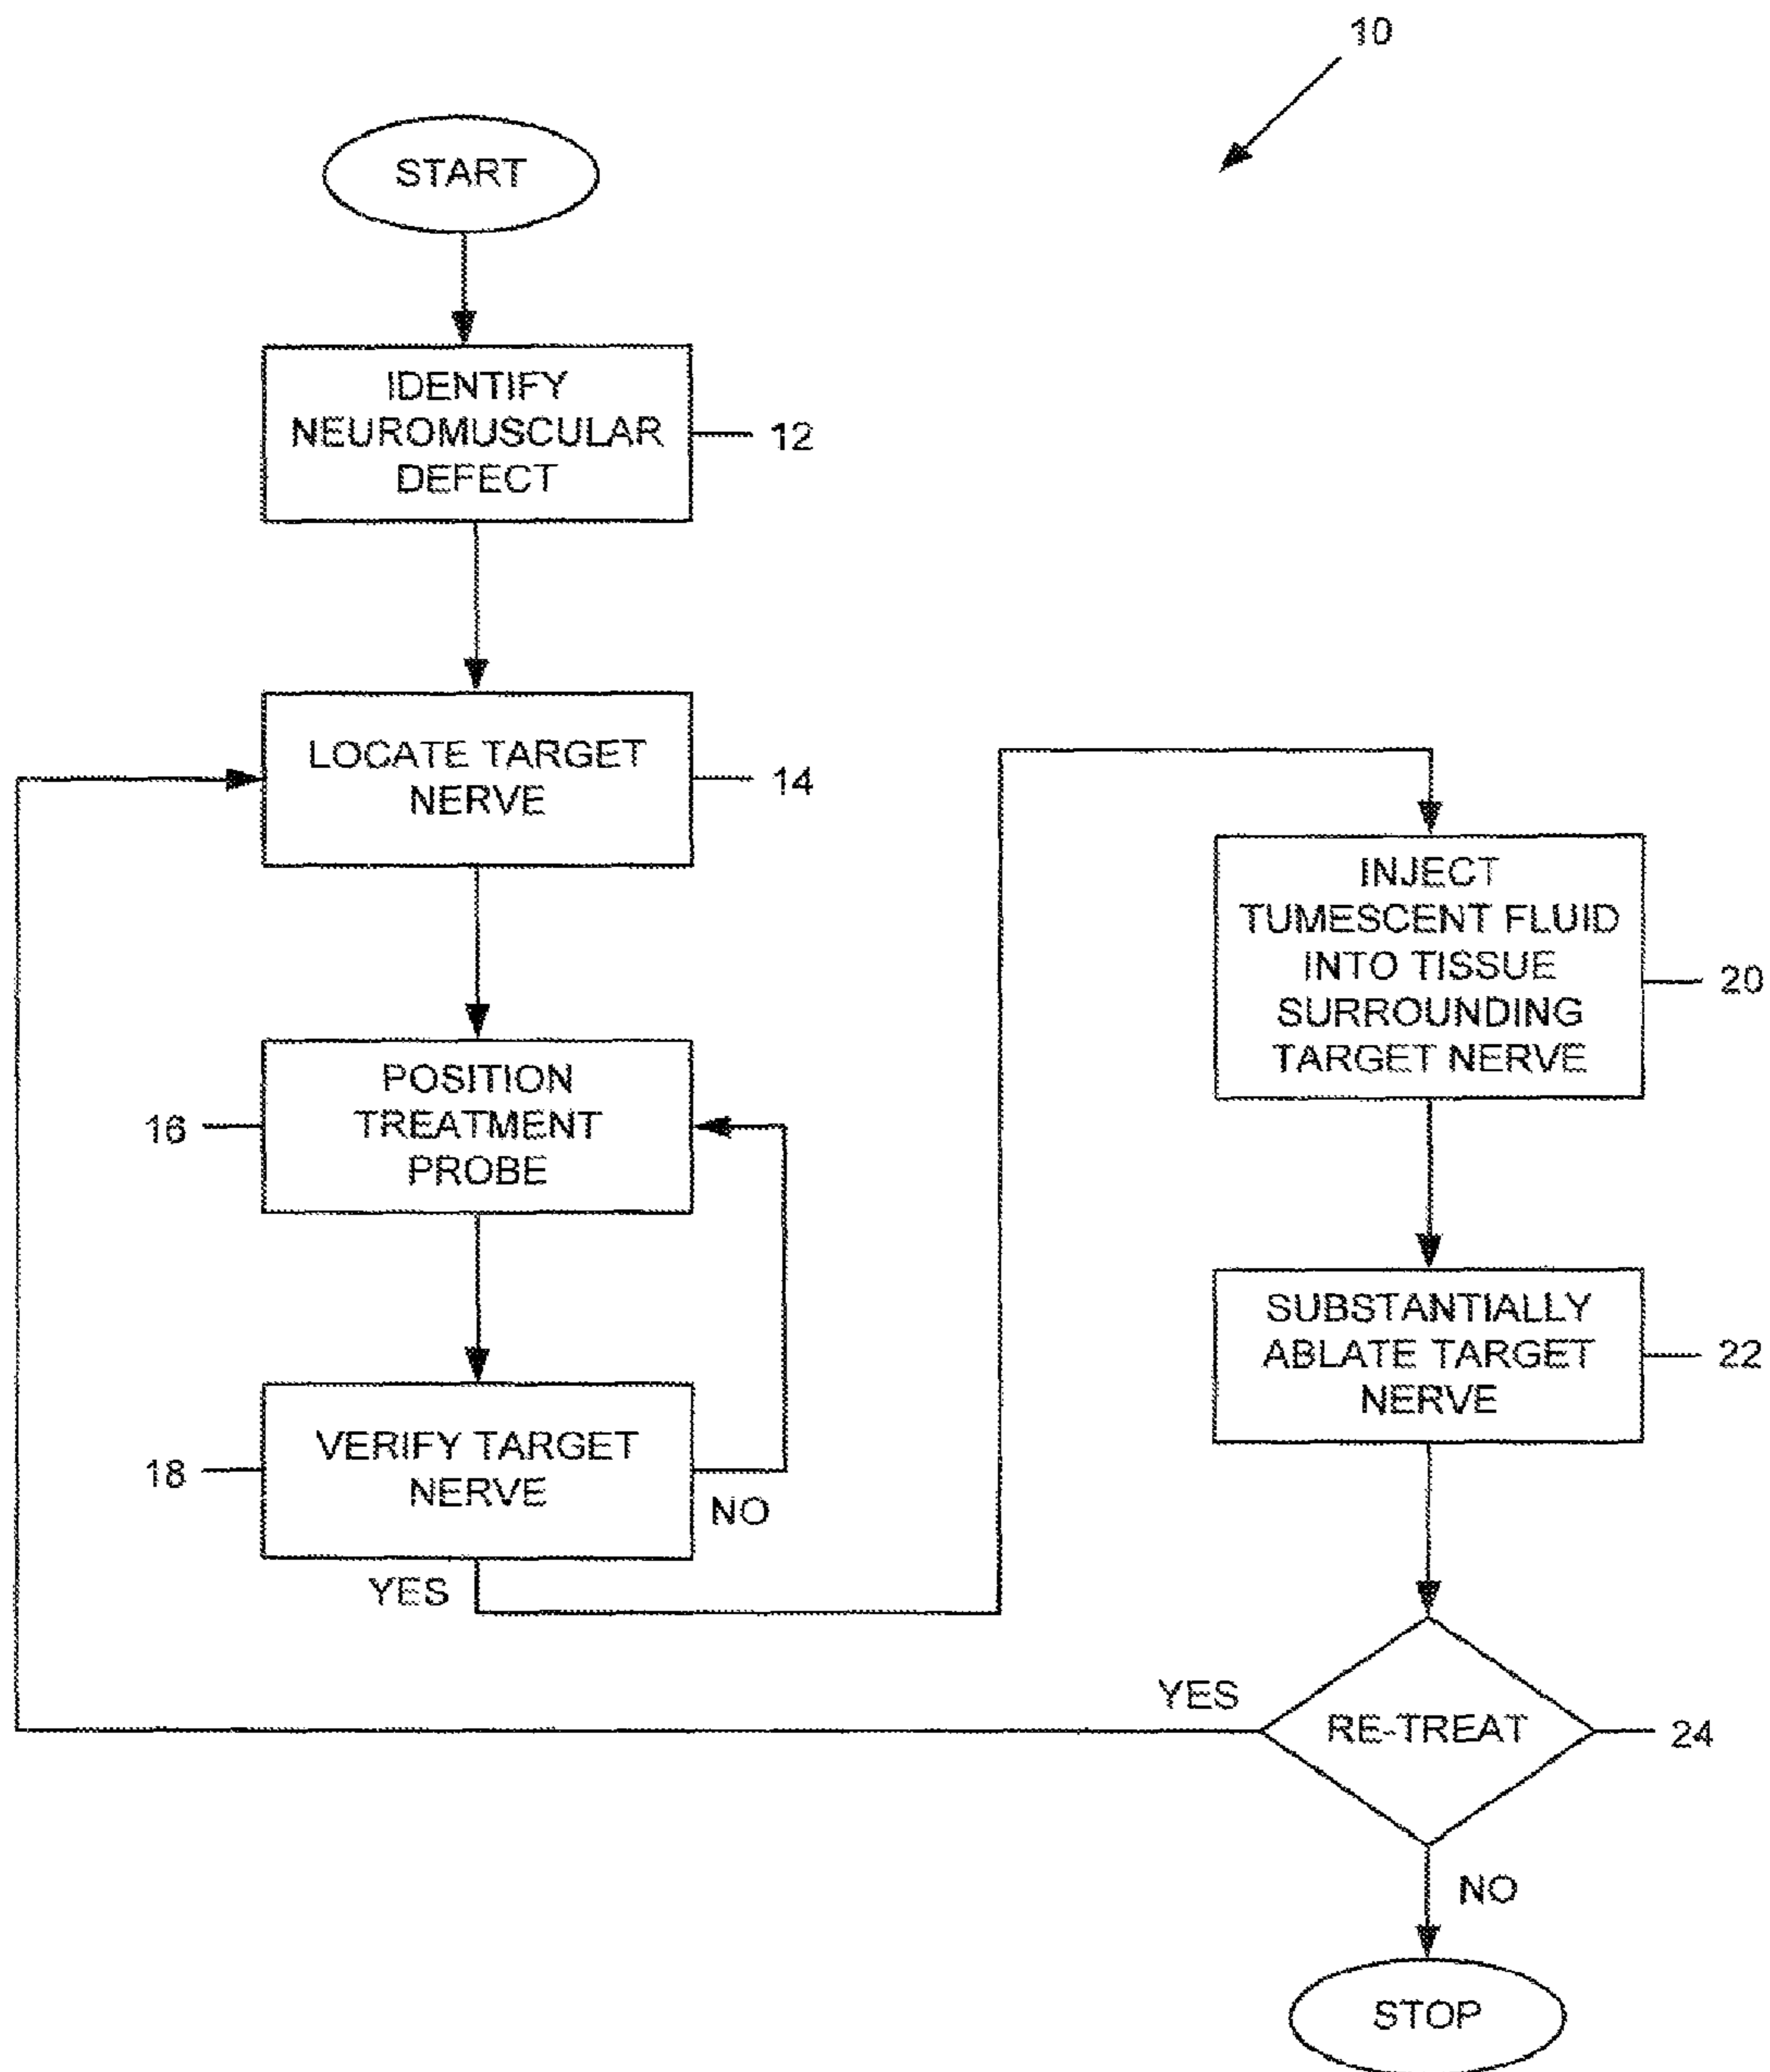 10
START
IDENTIFY
NEUROMUSCULAR
DEFECT
12
LOCATE TARGET
NERVE
14
POSITION
TREATMENT
PROBE
16
VERIFY TARGET
NERVE
18
NO
YES
INJECT
TUMESCENT FLUID
INTO TISSUE
SURROUNDING
TARGET NERVE
20
SUBSTANTIALLY
ABLATE TARGET
NERVE
22
YES
RE-TREAT
24
NO
STOP